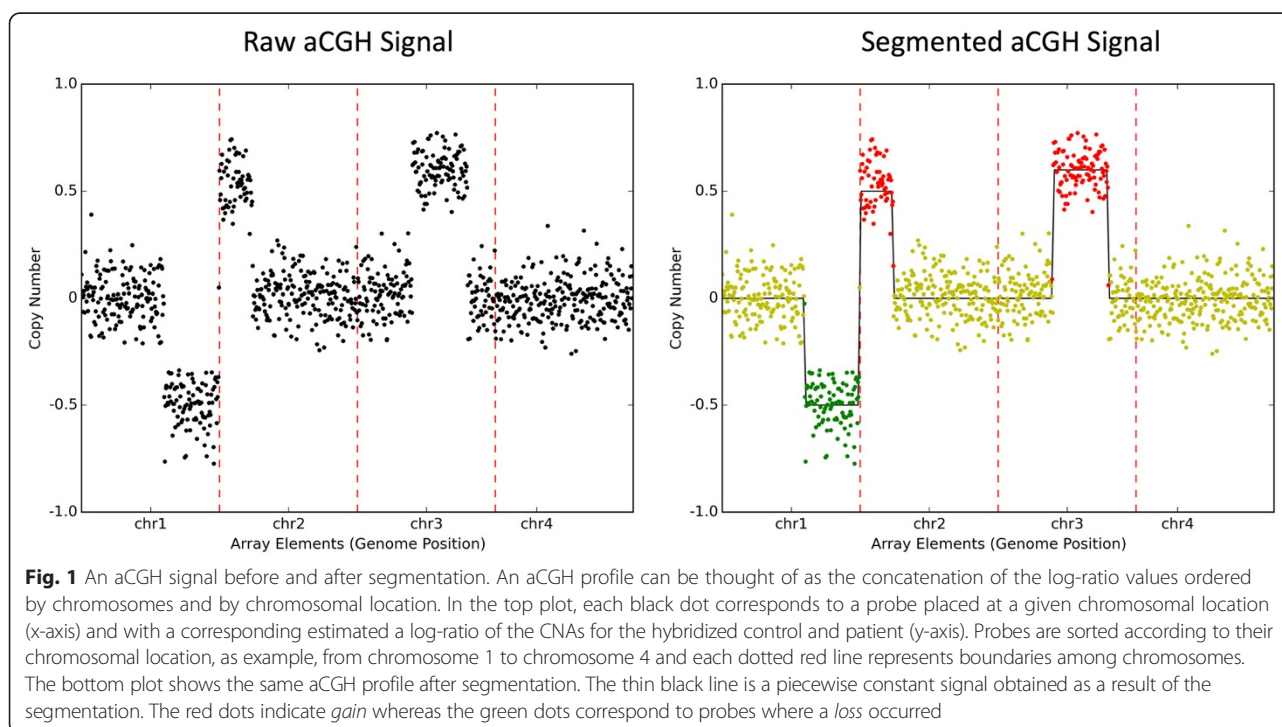 Raw aCGH Signal
1.0
0.5
0
-0.5
-1.0
Copy Number
chr1 chr2 chr3 chr4
Array Elements (Genome Position)
Segmented aCGH Signal
1.0
0.5
0
-0.5
-1.0
Copy Number
chr1 chr2 chr3 chr4
Array Elements (Genome Position)
Fig. 1 An aCGH signal before and after segmentation. An aCGH profile can be thought of as the concatenation of the log-ratio values ordered
by chromosomes and by chromosomal location. In the top plot, each black dot corresponds to a probe placed at a given chromosomal location
(x-axis) and with a corresponding estimated a log-ratio of the CNAs for the hybridized control and patient (y-axis). Probes are sorted according to their
chromosomal location, as example, from chromosome 1 to chromosome 4 and each dotted red line represents boundaries among chromosomes.
The bottom plot shows the same aCGH profile after segmentation. The thin black line is a piecewise constant signal obtained as a result of the
segmentation. The red dots indicate gain whereas the green dots correspond to probes where a loss occurred